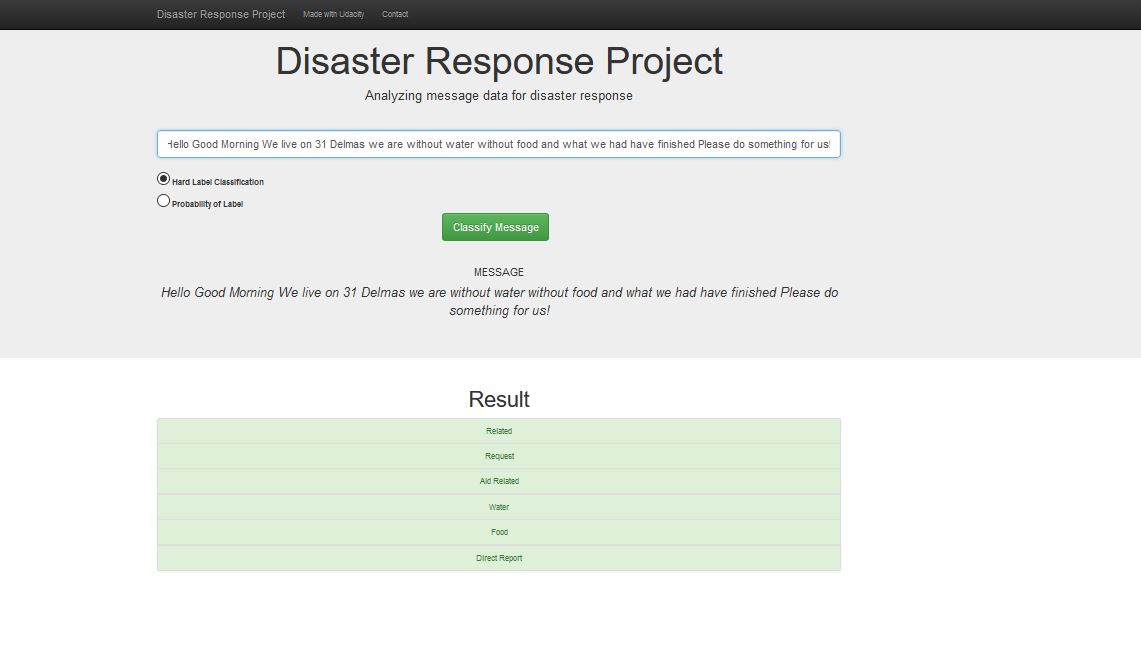 Disaster Response Project Made with Udacity Contact
Disaster Response Project
Analyzing message data for disaster response
Hello Good Morning We live on 31 Delmas we are without water without food and what we had have finished Please do something for us!
Hard Label Classification
Probability of Label
Classify Message
MESSAGE
Hello Good Morning We live on 31 Delmas we are without water without food and what we had have finished Please do
something for us!
Result
Related
Request
Aid Related
Water
Food
Direct Report